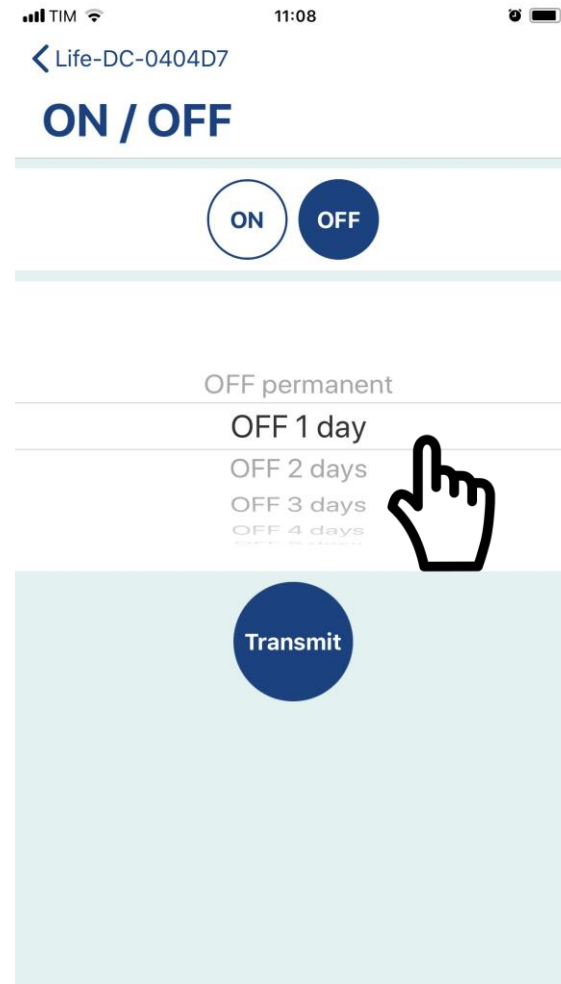 TIM 11:08
Life-DC-0404D7
ON / OFF
ON OFF
OFF permanent
OFF 1 day
OFF 2 days
OFF 3 days
OFF 4 days
Transmit